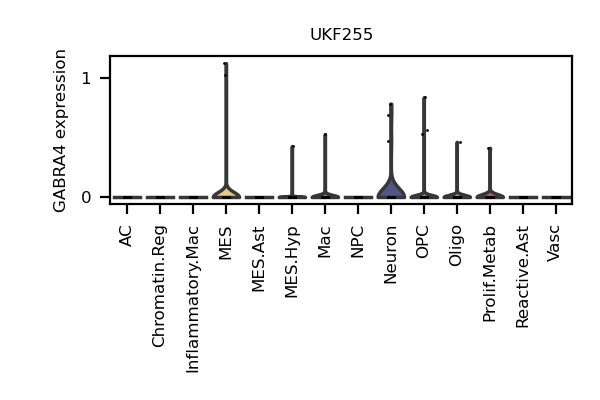 UKF255
GABRA4 expression
1
0
AC
Chromatin.Reg
Inflammatory.Mac
MES
MES.Ast
MES.Hyp
Mac
NPC
Neuron
OPC
Oligo
Prolif.Metab
Reactive.Ast
Vasc